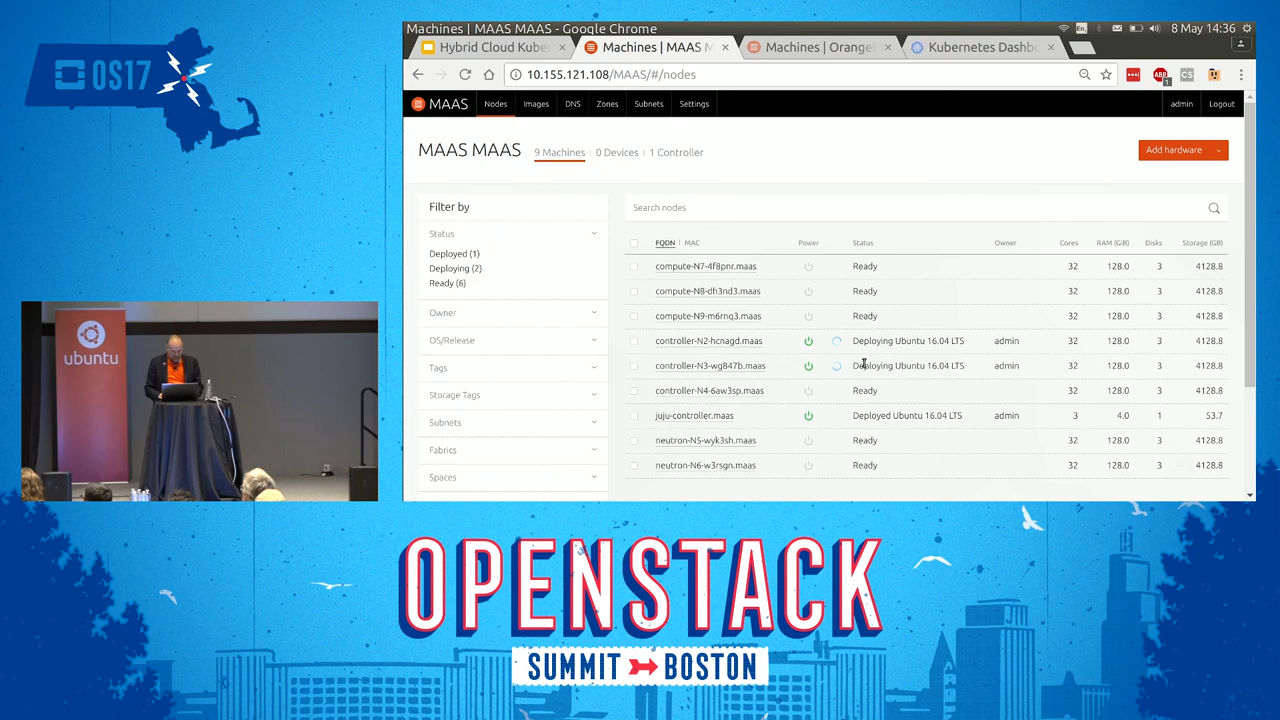 OS17
Machines | MAAS MAAS - Google Chrome
En
8 May 14:36
Hybrid Cloud Kube
Machines | MAAS M
Machines | Orangel
Kubernetes Dashbo
10.155.121.108/MAAS/#/nodes
ABP
1
CS
MAAS
Nodes
Images
DNS
Zones
Subnets
Settings
admin
Logout
MAAS MAAS
9 Machines
0 Devices
1 Controller
Add hardware
Filter by
Status
Deployed (1)
Deploying (2)
Ready (6)
Owner
OS/Release
Tags
Storage Tags
Subnets
Fabrics
Spaces
Search nodes
FQDN | MAC Power Status Owner Cores RAM (GiB) Disks Storage (GB)
compute-N7-4f8pnr.maas Ready 32 128.0 3 4128.8
compute-N8-dh3nd3.maas Ready 32 128.0 3 4128.8
compute-N9-m6rnq3.maas Ready 32 128.0 3 4128.8
controller-N2-hcnagd.maas Deploying Ubuntu 16.04 LTS admin 32 128.0 3 4128.8
controller-N3-wg847b.maas Deploying Ubuntu 16.04 LTS admin 32 128.0 3 4128.8
controller-N4-6aw3sp.maas Ready 32 128.0 3 4128.8
juju-controller.maas Deployed Ubuntu 16.04 LTS admin 3 4.0 1 53.7
neutron-N5-wyk3sh.maas Ready 32 128.0 3 4128.8
neutron-N6-w3rsgn.maas Ready 32 128.0 3 4128.8
ubuntu
OPENSTACK
SUMMIT BOSTON